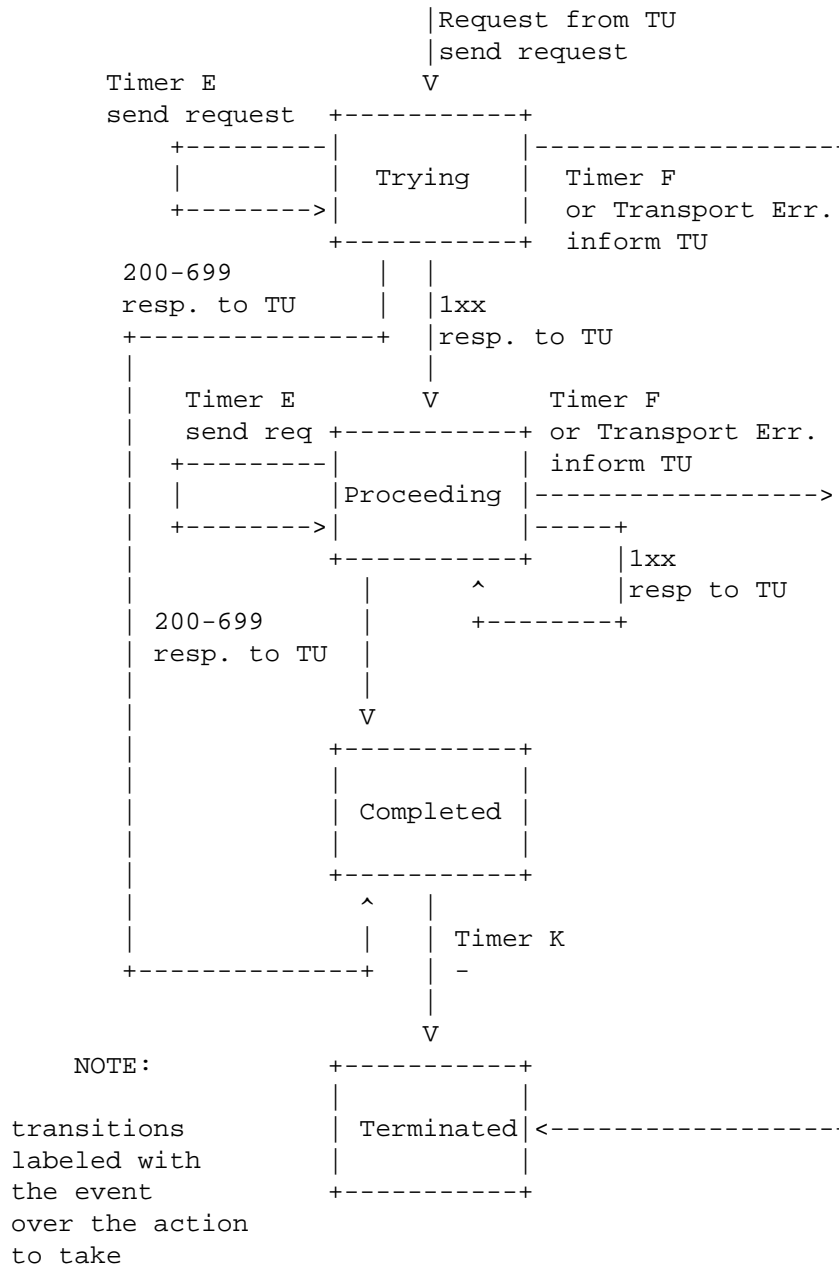 Request from TU
send request
Timer E
send request
Trying
Timer F
or Transport Err.
inform TU
200-699
resp. to TU
1xx
resp. to TU
Timer E
send req
Timer F
or Transport Err.
inform TU
Proceeding
1xx
resp to TU
200-699
resp. to TU
Completed
Timer K
-
NOTE:
Terminated
transitions
labeled with
the event
over the action
to take